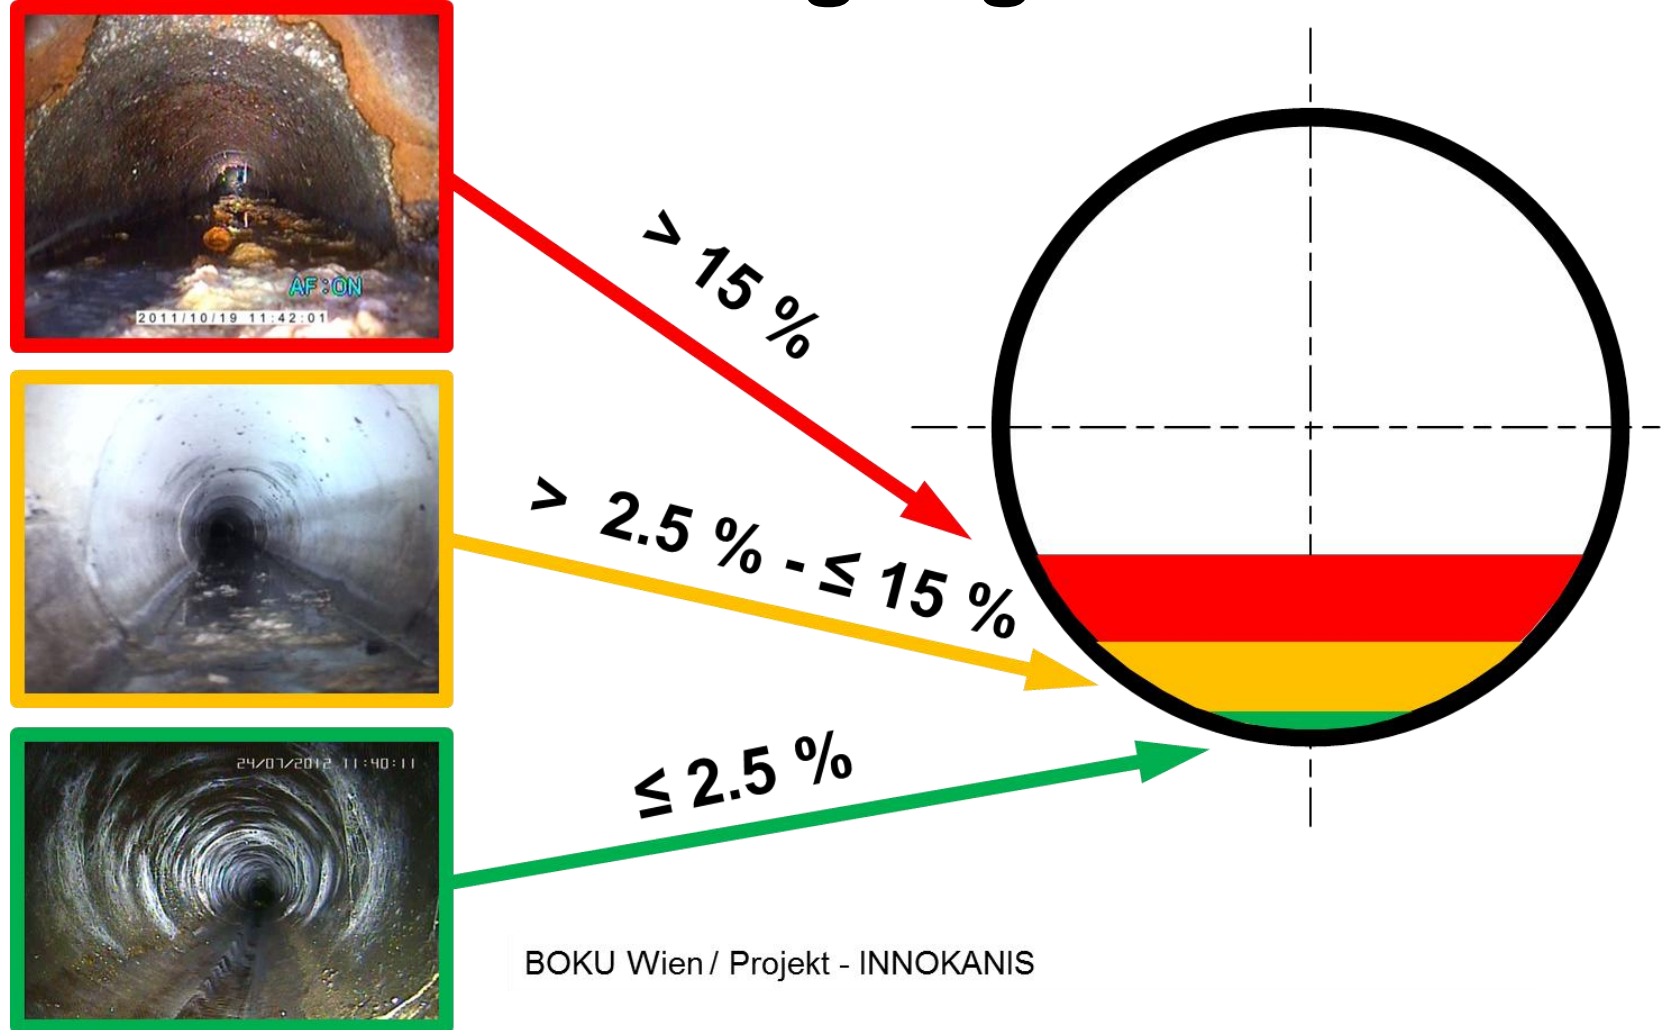 AF:ON
2011/10/19 11:42:01
> 15 %
> 2.5 % - ≤ 15 %
24/07/2012 11:40:11
≤ 2.5 %
BOKU Wien / Projekt - INNOKANIS